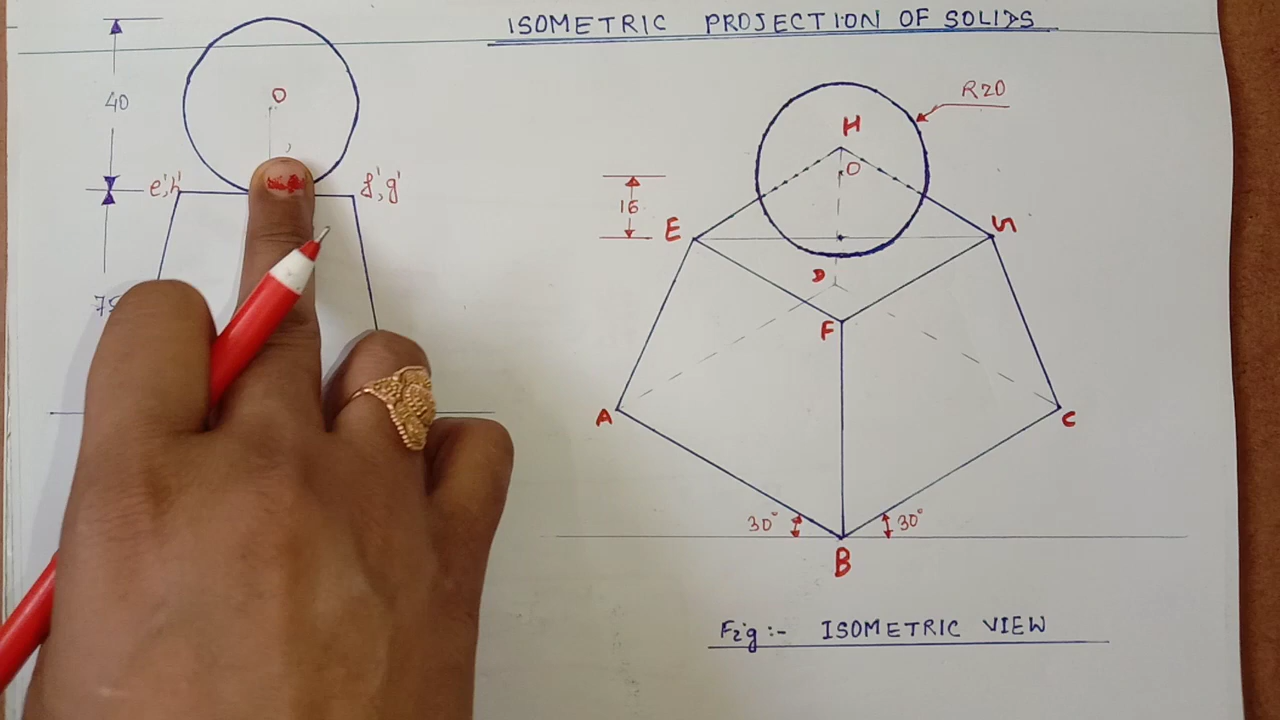 ISOMETRIC PROJECTION OF SOLIDS
40
O
e',h'
f',g'
R20
H
O
16
E
G
D
F
A
C
30°
30°
B
Fig:- ISOMETRIC VIEW